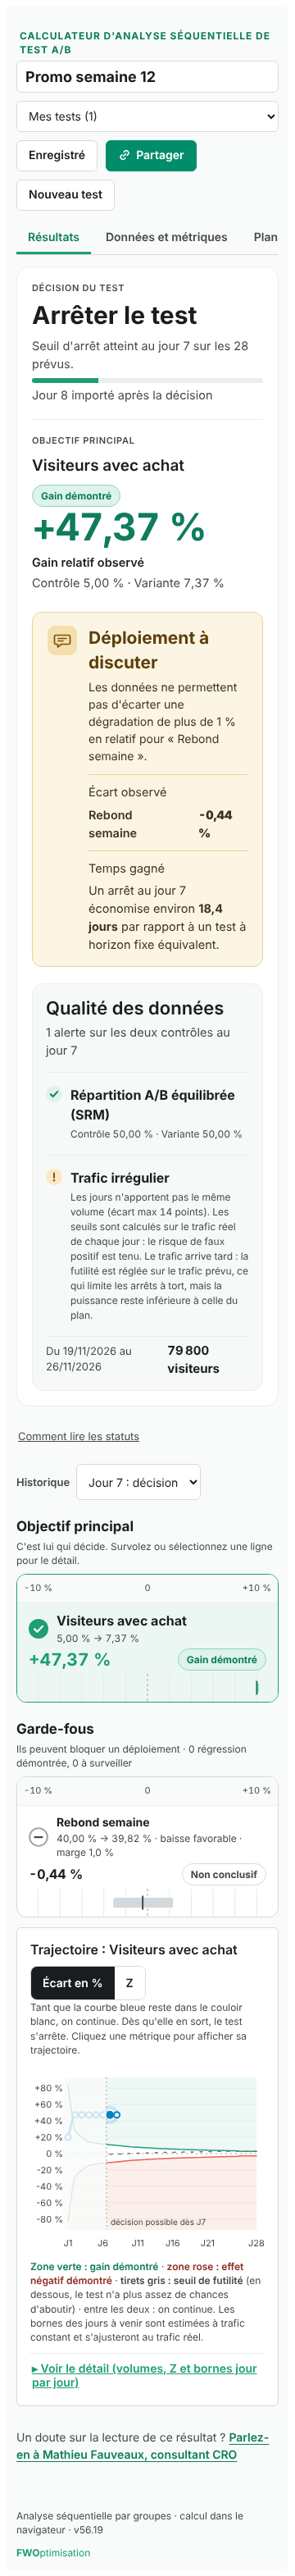 CALCULATEUR D'ANALYSE SÉQUENTIELLE DE
TEST A/B
Promo semaine 12
Mes tests (1)
Enregistré
Partager
Nouveau test
Résultats
Données et métriques
Plan
DÉCISION DU TEST
Arrêter le test
Seuil d'arrêt atteint au jour 7 sur les 28
prévus.
Jour 8 importé après la décision
OBJECTIF PRINCIPAL
Visiteurs avec achat
Gain démontré
+47,37 %
Gain relatif observé
Contrôle 5,00 % · Variante 7,37 %
Déploiement à
discuter
Les données ne permettent
pas d'écarter une
dégradation de plus de 1 %
en relatif pour « Rebond
semaine ».
Écart observé
Rebond
semaine
-0,44
%
Temps gagné
Un arrêt au jour 7
économise environ 18,4
jours par rapport à un test à
horizon fixe équivalent.
Qualité des données
1 alerte sur les deux contrôles au
jour 7
Répartition A/B équilibrée
(SRM)
Contrôle 50,00 % · Variante 50,00 %
Trafic irrégulier
Les jours n'apportent pas le même
volume (écart max 14 points). Les
seuils sont calculés sur le trafic réel
de chaque jour : le risque de faux
positif est tenu. Le trafic arrive tard : la
futilité est réglée sur le trafic prévu, ce
qui limite les arrêts à tort, mais la
puissance reste inférieure à celle du
plan.
Du 19/11/2026 au
26/11/2026
79 800
visiteurs
Comment lire les statuts
Historique
Jour 7 : décision
Objectif principal
C'est lui qui décide. Survolez ou sélectionnez une ligne
pour le détail.
-10 %
0
+10 %
Visiteurs avec achat
5,00 % → 7,37 %
+47,37 %
Gain démontré
Garde-fous
Ils peuvent bloquer un déploiement · 0 régression
démontrée, 0 à surveiller
-10 %
0
+10 %
Rebond semaine
40,00 % → 39,82 % · baisse favorable ·
marge 1,0 %
-0,44 %
Non conclusif
Trajectoire : Visiteurs avec achat
Écart en %
Z
Tant que la courbe bleue reste dans le couloir
blanc, on continue. Dès qu'elle en sort, le test
s'arrête. Cliquez une métrique pour afficher sa
trajectoire.
+80 %
+60 %
+40 %
+20 %
0 %
-20 %
-40 %
-60 %
-80 %
décision possible dès J7
J1
J6
J11
J16
J21
J28
Zone verte : gain démontré · zone rose : effet
négatif démontré · tirets gris : seuil de futilité (en
dessous, le test n'a plus assez de chances
d'aboutir) · entre les deux : on continue. Les
bornes des jours à venir sont estimées à trafic
constant et s'ajusteront au trafic réel.
▸ Voir le détail (volumes, Z et bornes jour
par jour)
Un doute sur la lecture de ce résultat ? Parlez-
en à Mathieu Fauveaux, consultant CRO
Analyse séquentielle par groupes · calcul dans le
navigateur · v56.19
FWOptimisation